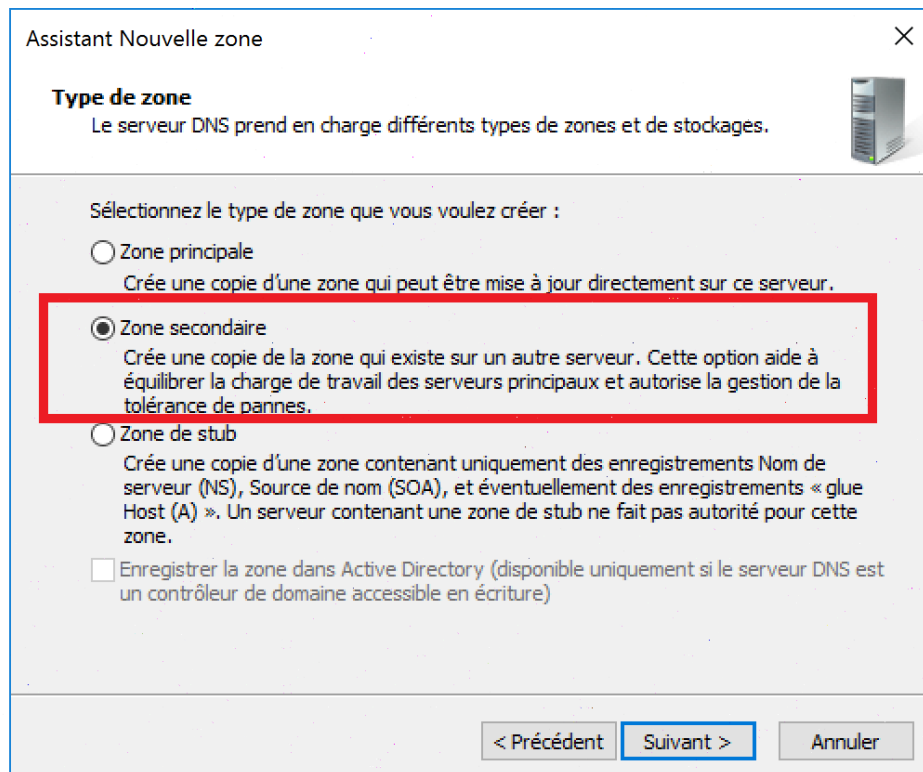 Assistant Nouvelle zone
Type de zone
Le serveur DNS prend en charge différents types de zones et de stockages.
Sélectionnez le type de zone que vous voulez créer :
Zone principale
Crée une copie d'une zone qui peut être mise à jour directement sur ce serveur.
Zone secondaire
Crée une copie de la zone qui existe sur un autre serveur. Cette option aide à
équilibrer la charge de travail des serveurs principaux et autorise la gestion de la
tolérance de pannes.
Zone de stub
Crée une copie d'une zone contenant uniquement des enregistrements Nom de
serveur (NS), Source de nom (SOA), et éventuellement des enregistrements « glue
Host (A) ». Un serveur contenant une zone de stub ne fait pas autorité pour cette
zone.
Enregistrer la zone dans Active Directory (disponible uniquement si le serveur DNS est
un contrôleur de domaine accessible en écriture)
< Précédent Suivant > Annuler